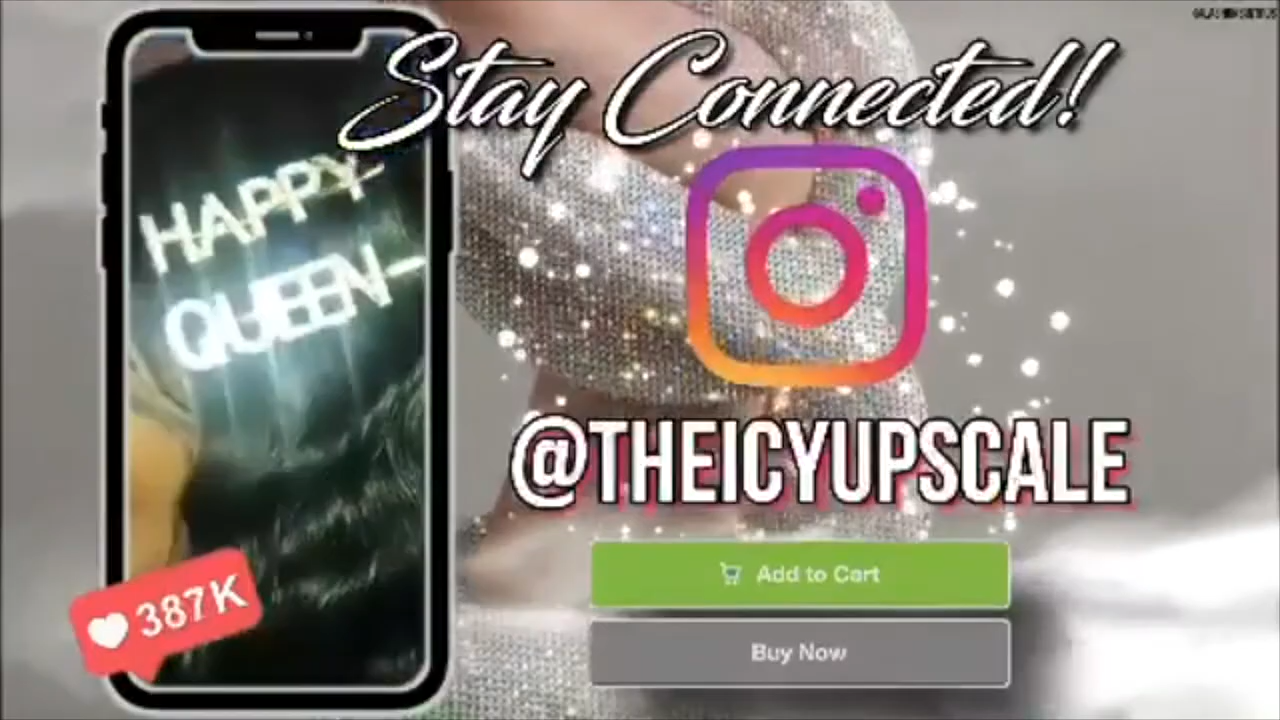 Stay Connected!
HAPPY
QUEEN
@THEICYUPSCALE
Add to Cart
387K
Buy Now